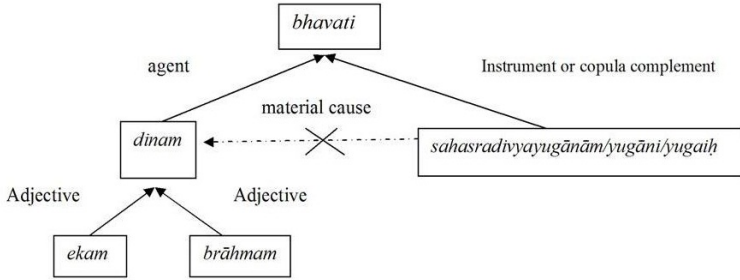 bhavati
agent
Instrument or copula complement
material cause
dinam
sahasradivyayugānām/yugāni/yugaiḥ
Adjective
Adjective
ekam
brāhmam